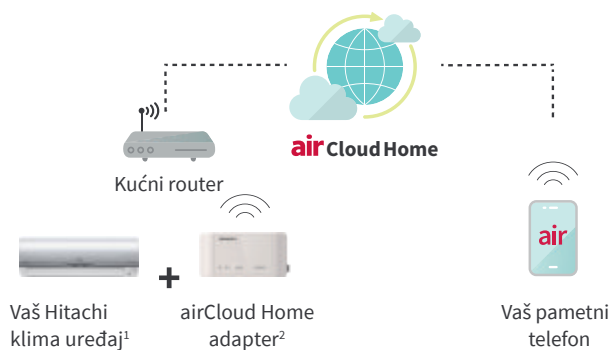 air Cloud Home
Kućni router
air
Vaš Hitachi
klima uređaj¹
+
airCloud Home
adapter²
Vaš pametni
telefon